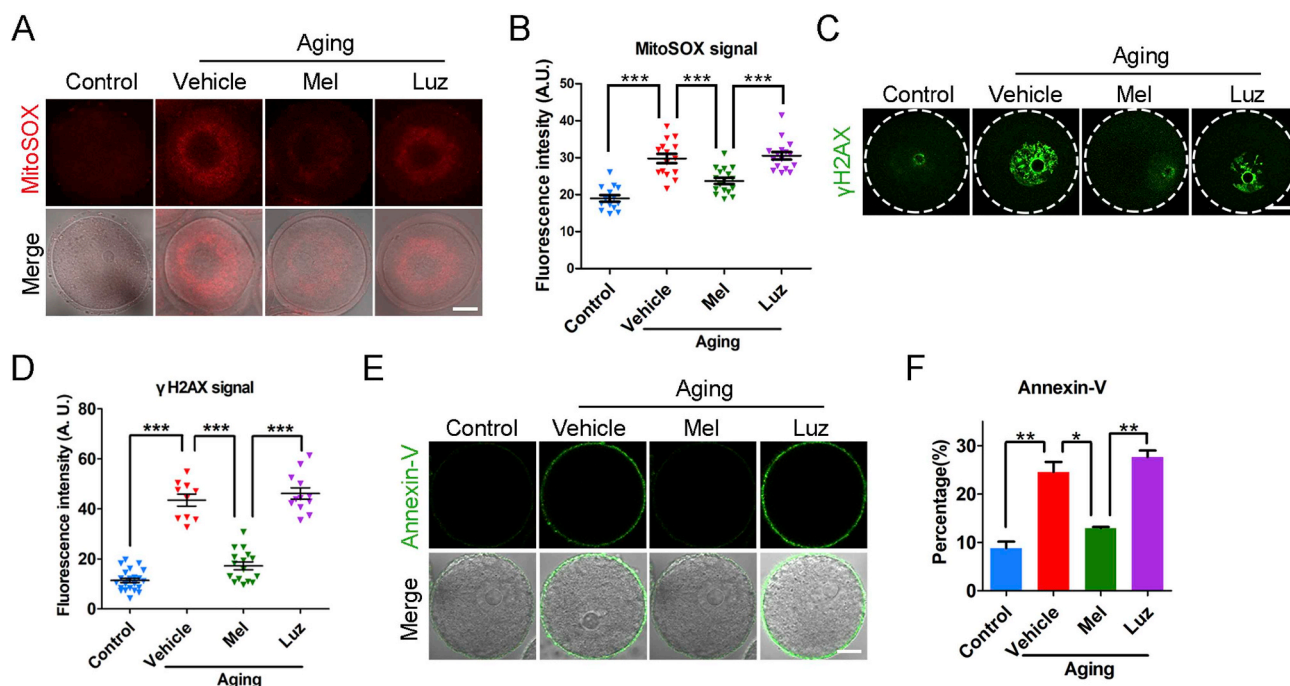 A
Aging
Control Vehicle Mel Luz
MitoSOX
Merge
B
MitoSOX signal
Fluorescence intesity (A.U.)
50
40
30
20
10
0
*** *** ***
Control
Vehicle
Mel
Luz
Aging
C
Aging
Control Vehicle Mel Luz
γH2AX
D
γ H2AX signal
Fluorescence intensity (A. U.)
80
60
40
20
0
*** *** ***
Control
Vehicle
Mel
Luz
Aging
E
Aging
Control Vehicle Mel Luz
Annexin-V
Merge
F
Annexin-V
Percentage(%)
30
20
10
0
** * **
Control
Vehicle
Mel
Luz
Aging